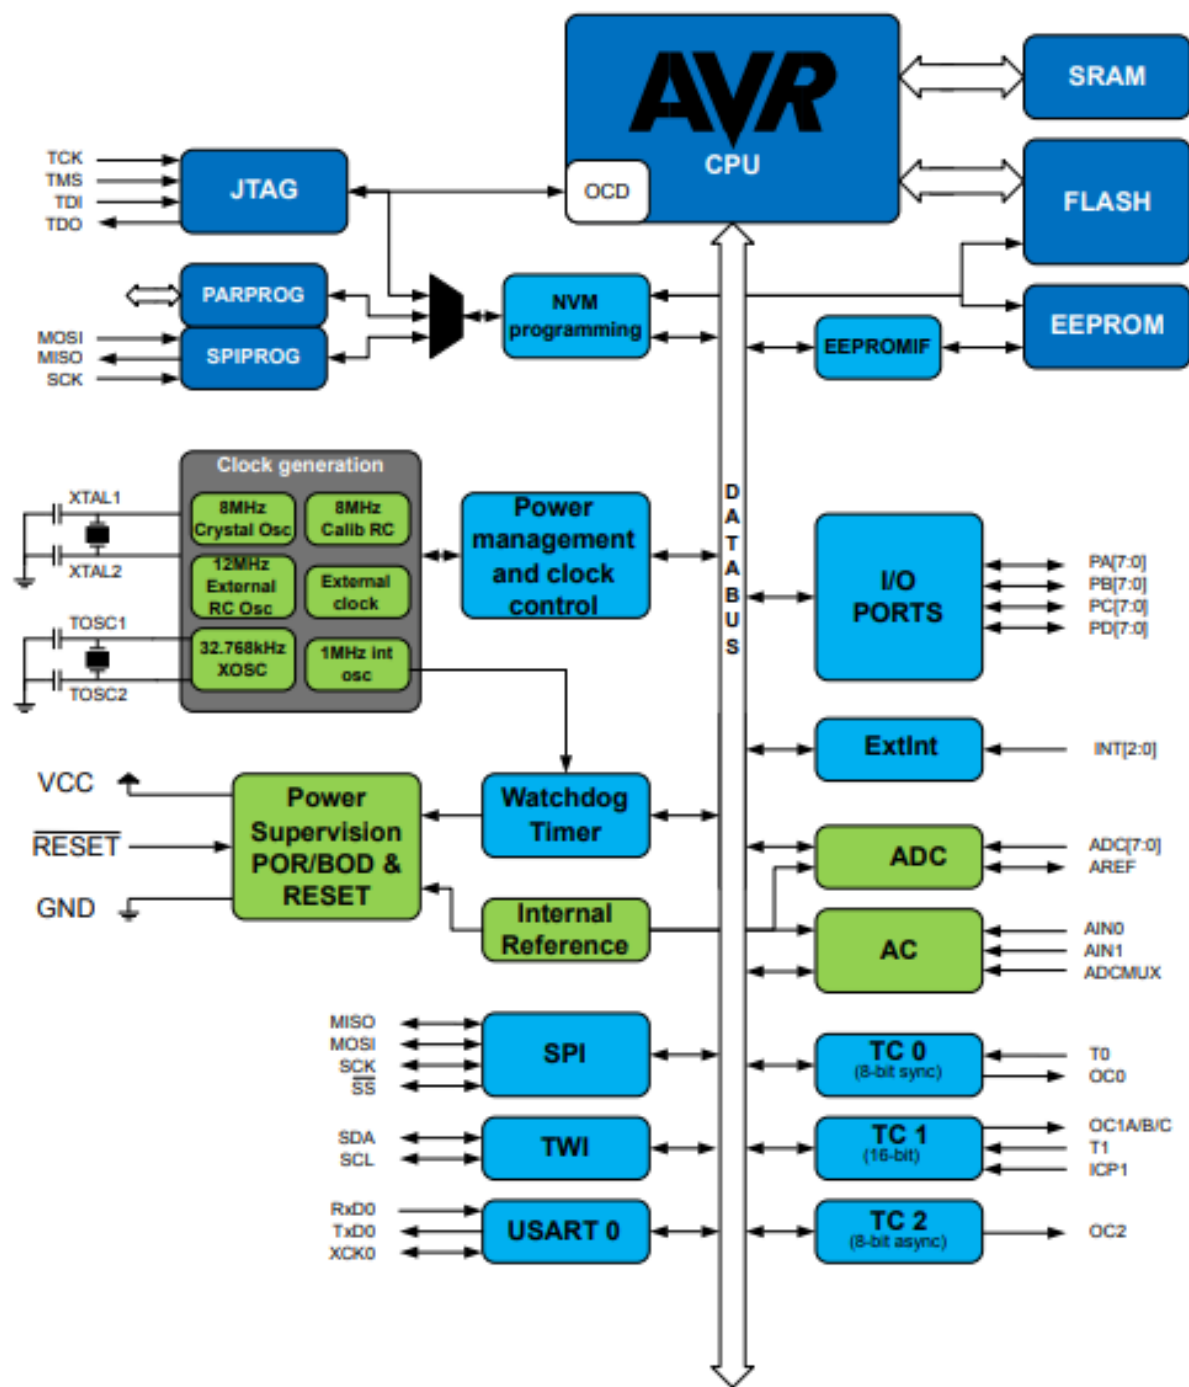 AVR
CPU
OCD
SRAM
FLASH
EEPROM
TCK
TMS
TDI
TDO
JTAG
PARPROG
MOSI
MISO
SCK
SPIPROG
NVM
programming
EEPROMIF
Clock generation
8MHz
Crystal Osc
8MHz
Calib RC
12MHz
External
RC Osc
External
clock
32.768kHz
XOSC
1MHz int
osc
XTAL1
XTAL2
TOSC1
TOSC2
Power
management
and clock
control
DATABUS
I/O
PORTS
PA[7:0]
PB[7:0]
PC[7:0]
PD[7:0]
ExtInt
INT[2:0]
VCC
RESET
GND
Power
Supervision
POR/BOD &
RESET
Watchdog
Timer
Internal
Reference
ADC
ADC[7:0]
AREF
AC
AIN0
AIN1
ADCMUX
MISO
MOSI
SCK
SS
SPI
TC 0
(8-bit sync)
T0
OC0
SDA
SCL
TWI
TC 1
(16-bit)
OC1A/B/C
T1
ICP1
RxD0
TxD0
XCK0
USART 0
TC 2
(8-bit async)
OC2